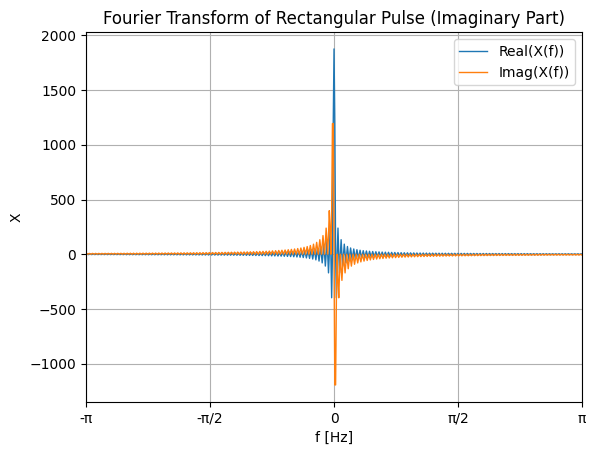 Fourier Transform of Rectangular Pulse (Imaginary Part)
2000
1500
1000
500
0
−500
−1000
X
Real(X(f))
Imag(X(f))
-π
-π/2
0
π/2
π
f [Hz]